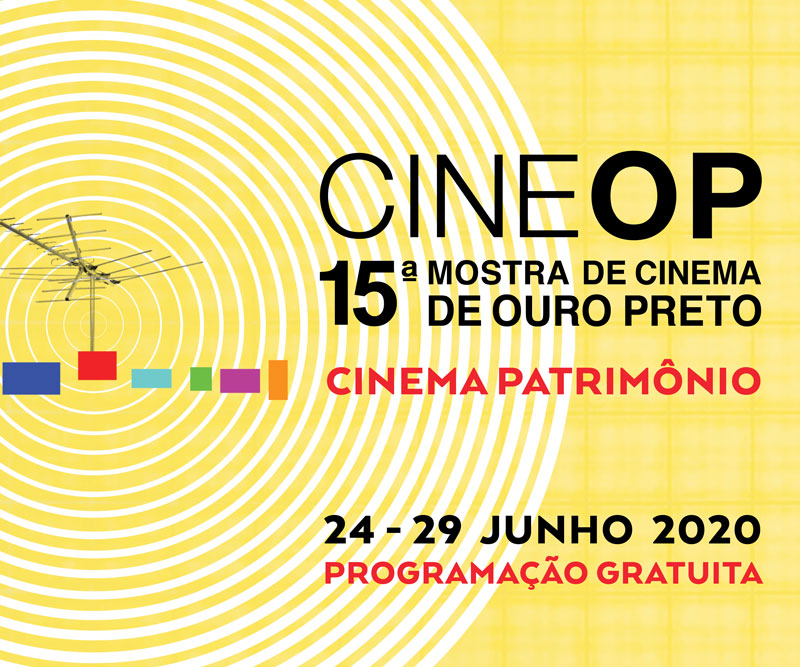 CINEOP
15ª MOSTRA DE CINEMA
DE OURO PRETO
CINEMA PATRIMÔNIO
24 - 29 JUNHO 2020
PROGRAMAÇÃO GRATUITA